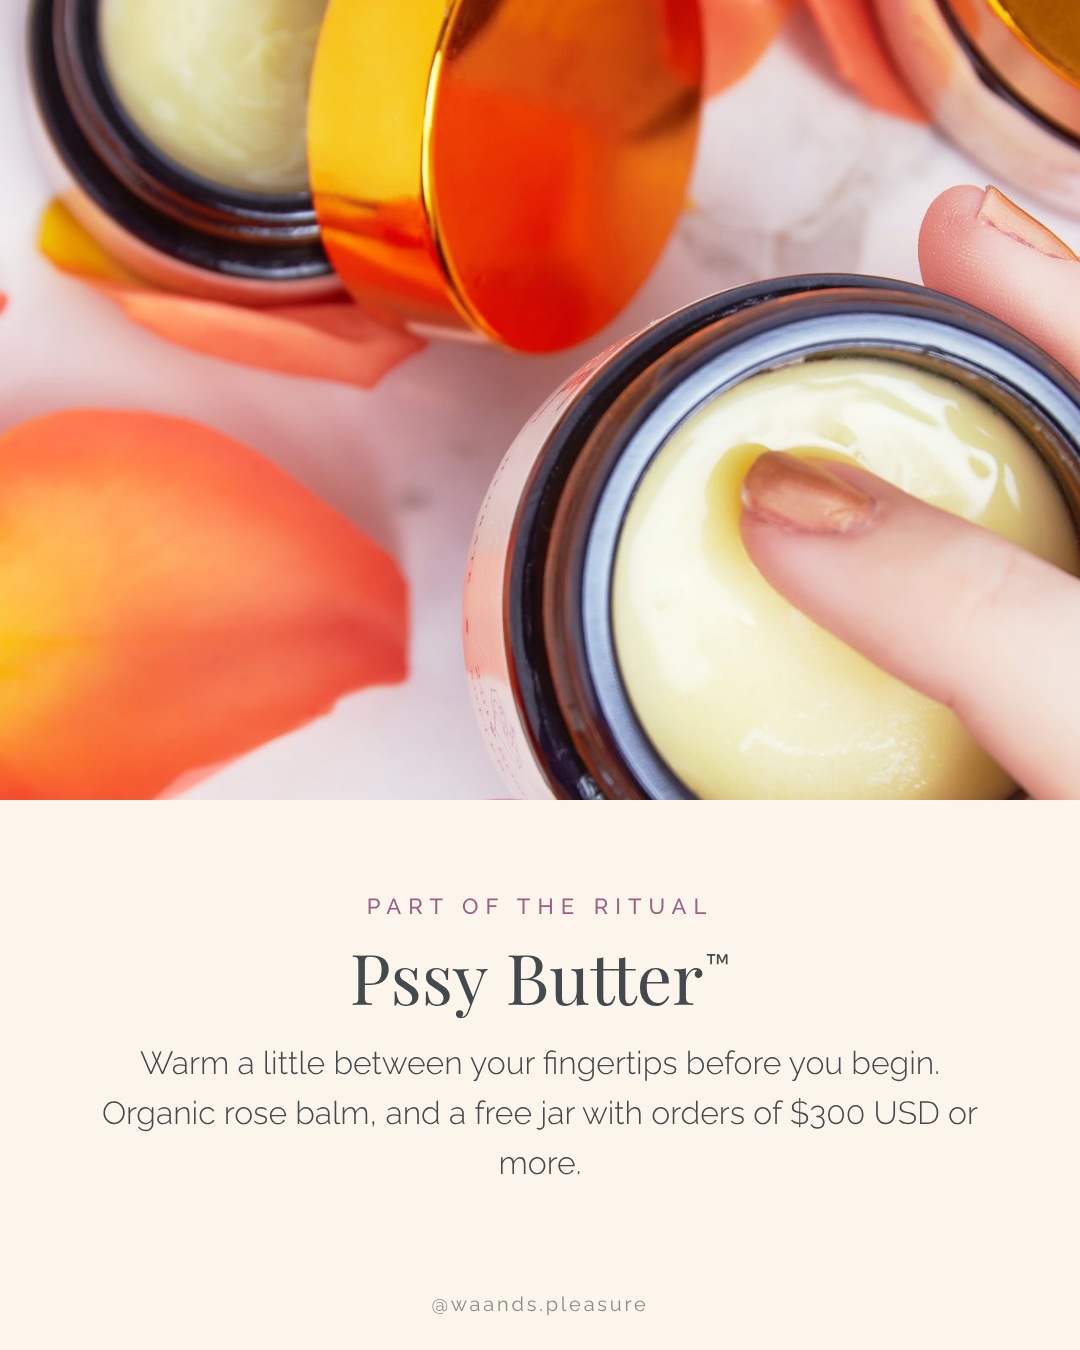 PART OF THE RITUAL
Pssy Butter™
Warm a little between your fingertips before you begin.
Organic rose balm, and a free jar with orders of $300 USD or
more.
@waands.pleasure